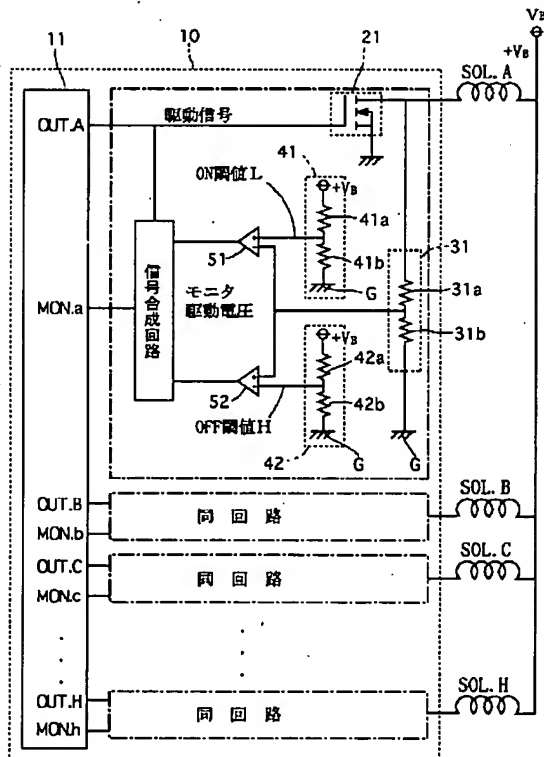 VB
10
11
21
+VB
SOL.A
OUT.A
駆動信号
ON閾値L
41
+VB
41a
41b
G
31
31a
31b
51
信号合成回路
MON.a
モニタ
駆動電圧
+VB
42a
42b
52
OFF閾値H
42
G
G
OUT.B
MON.b
同回路
SOL.B
OUT.C
MON.c
同回路
SOL.C
OUT.H
MON.h
同回路
SOL.H